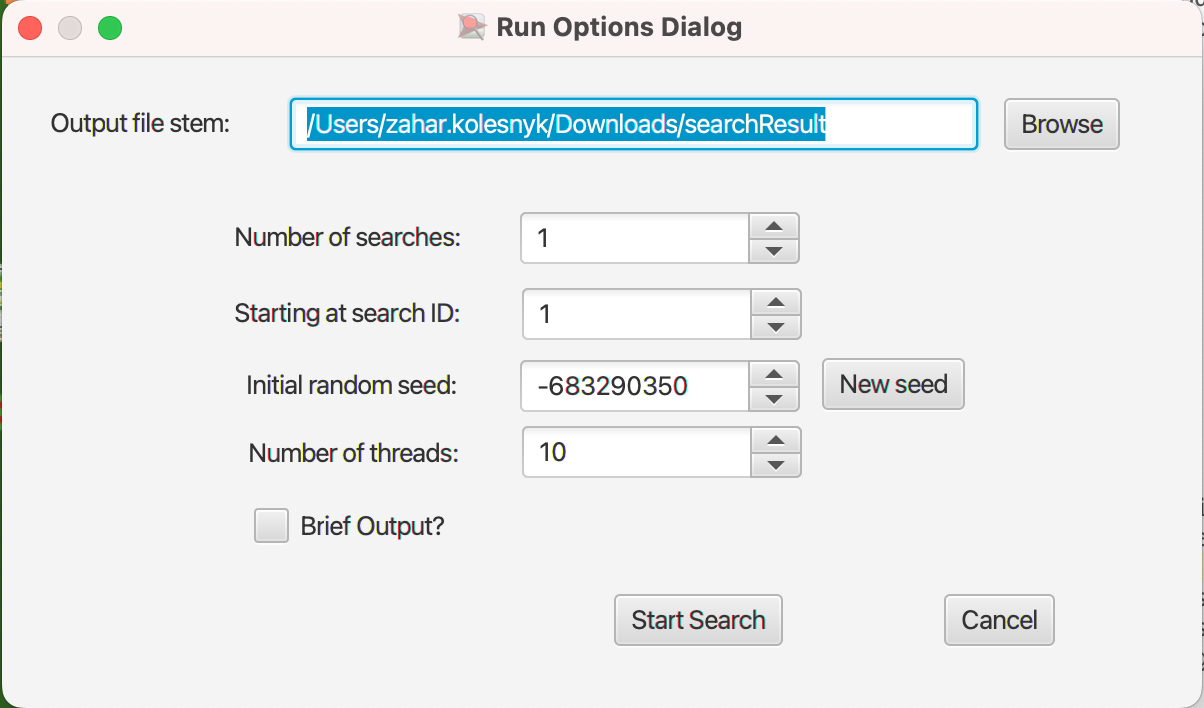 Run Options Dialog
Output file stem: /Users/zahar.kolesnyk/Downloads/searchResult Browse
Number of searches: 1
Starting at search ID: 1
Initial random seed: -683290350 New seed
Number of threads: 10
Brief Output?
Start Search Cancel